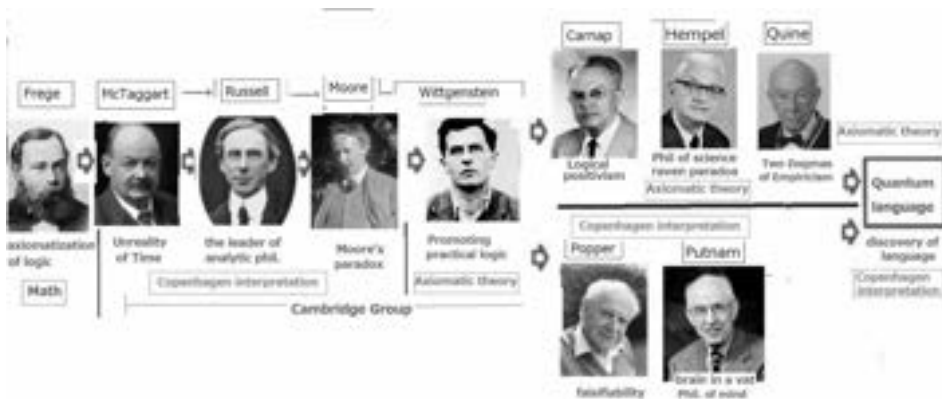 Carnap
Hempel
Quine
Frege
McTaggart
Russell
Moore
Wittgenstein
Axiomatic theory
Logical
positivism
Phil of science
raven paradox
Axiomatic theory
Two Dogmas
of Empiricism
Quantum
language
axiomatization
of logic
Unreality
of Time
the leader of
analytic phil.
Moore's
paradox
Promoting
practical logic
Copenhagen interpretation
Popper
Putnam
discovery of
language
Copenhagen
interpretation
Math
Copenhagen interpretation
Axiomatic theory
Cambridge Group
falsifiability
brain in a vat
Phil. of mind